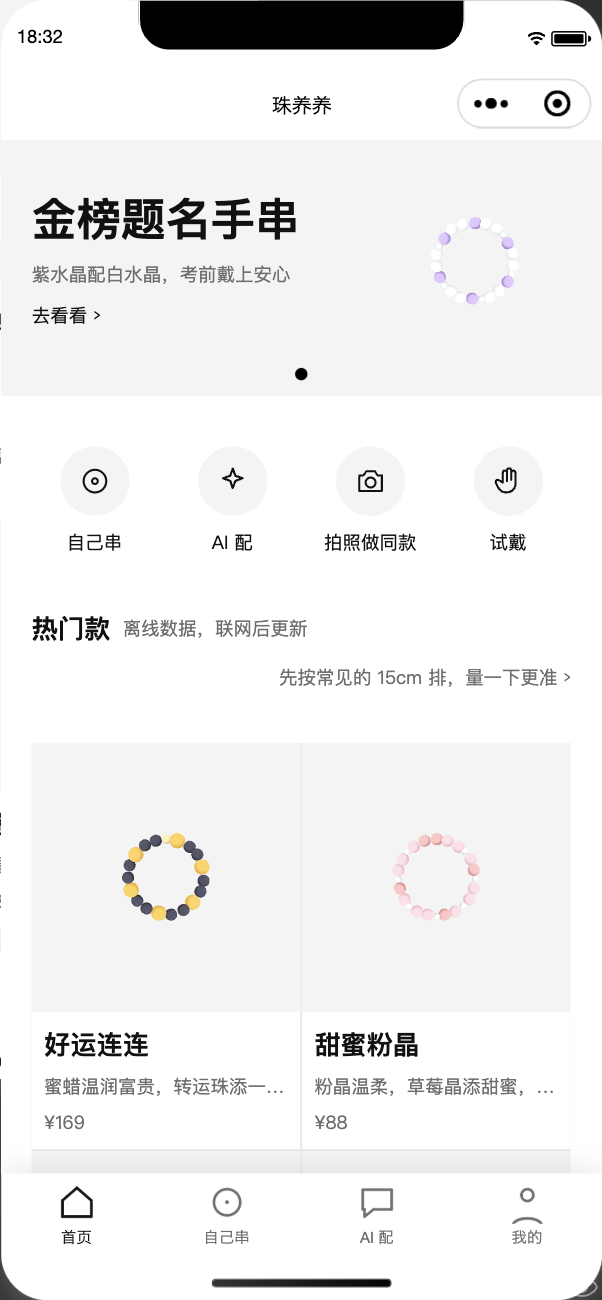 18:32
珠养养
金榜题名手串
紫水晶配白水晶，考前戴上安心
去看看 >
自己串
AI 配
拍照做同款
试戴
热门款 离线数据，联网后更新
先按常见的 15cm 排，量一下更准 >
好运连连
蜜蜡温润富贵，转运珠添一…
¥169
甜蜜粉晶
粉晶温柔，草莓晶添甜蜜，…
¥88
首页
自己串
AI 配
我的